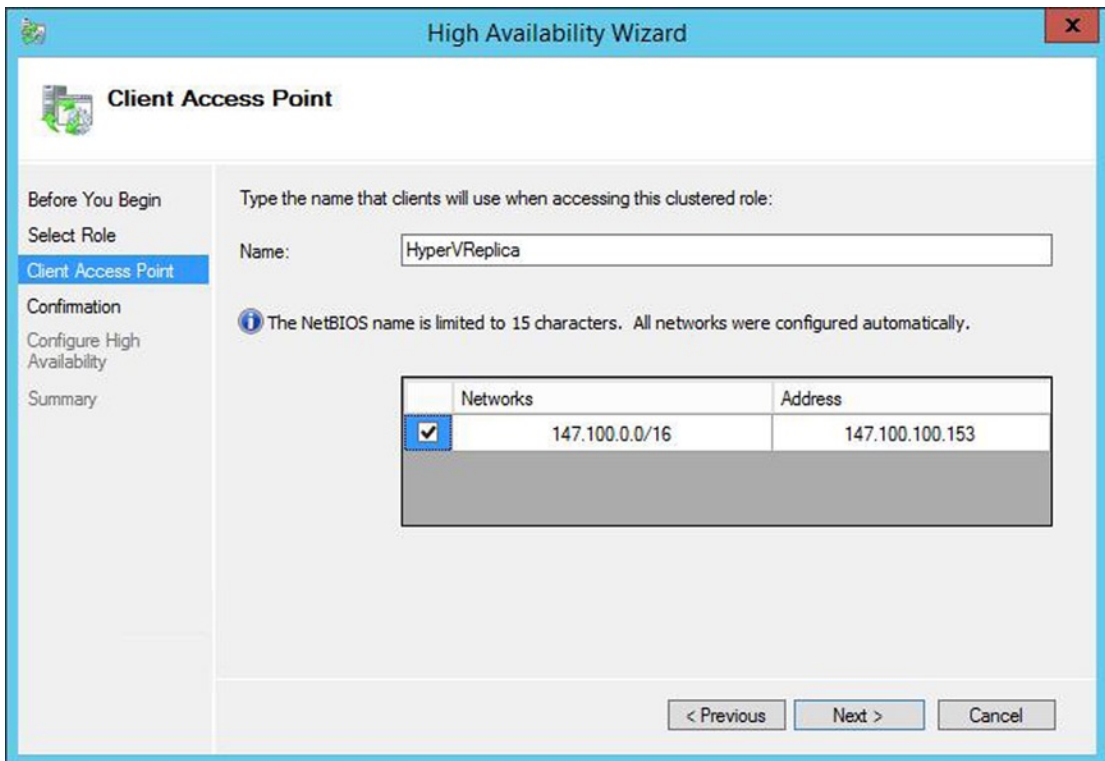 High Availability Wizard
x
Client Access Point
Before You Begin
Select Role
Client Access Point
Confirmation
Configure High
Availability
Summary
Type the name that clients will use when accessing this clustered role:
Name: HyperVReplica
The NetBIOS name is limited to 15 characters. All networks were configured automatically.
Networks Address
147.100.0.0/16 147.100.100.153
< Previous Next > Cancel